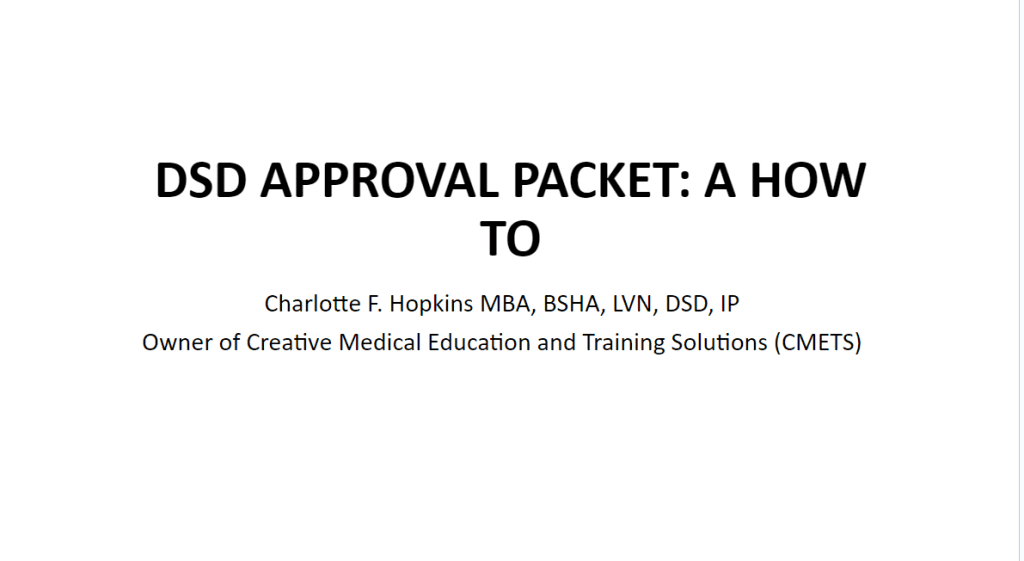 DSD APPROVAL PACKET: A HOW
TO
Charlotte F. Hopkins MBA, BSHA, LVN, DSD, IP
Owner of Creative Medical Education and Training Solutions (CMETS)